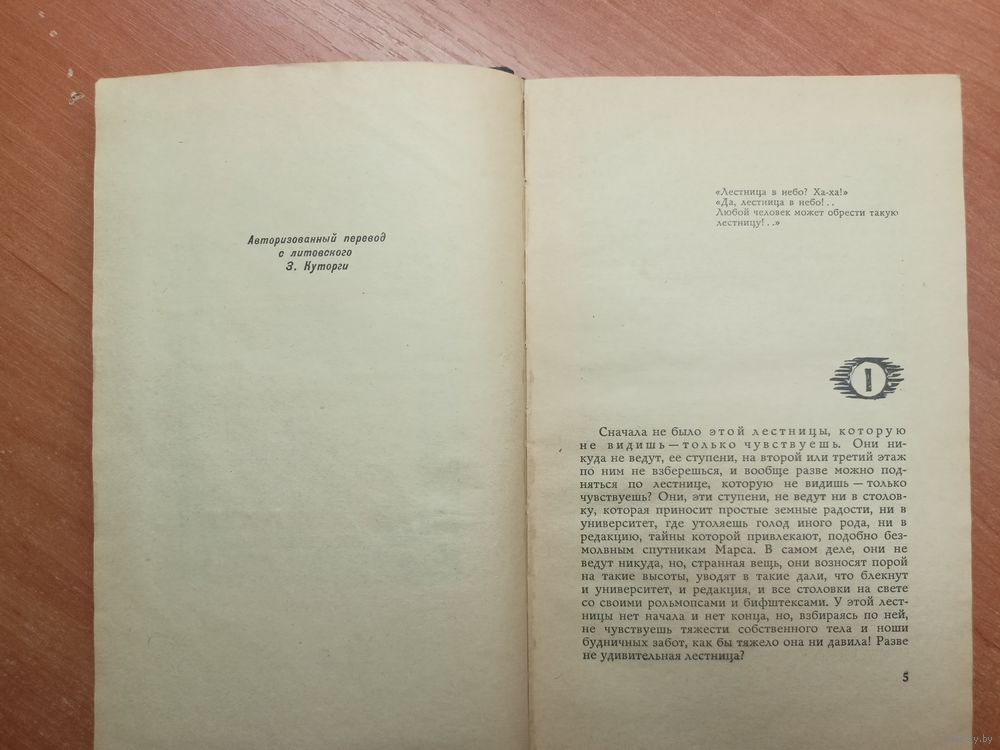 Авторизованный перевод
с литовского
З. Куторги
«Лестница в небо? Ха-ха!»
«Да, лестница в небо!..
Любой человек может обрести такую
лестницу!..»
I
Сначала не было этой лестницы, которую
не видишь — только чувствуешь. Они ни-
куда не ведут, ее ступени, на второй или третий этаж
по ним не взберешься, и вообще разве можно под-
няться по лестнице, которую не видишь — только
чувствуешь? Они, эти ступени, не ведут ни в столов-
ку, которая приносит простые земные радости, ни в
университет, где утоляешь голод иного рода, ни в
редакцию, тайны которой привлекают, подобно без-
молвным спутникам Марса. В самом деле, они не
ведут никуда, но, странная вещь, они возносят порой
на такие высоты, уводят в такие дали, что блекнут
и университет, и редакция, и все столовки на свете
со своими рольмопсами и бифштексами. У этой лест-
ницы нет начала и нет конца, но, взбираясь по ней,
не чувствуешь тяжести собственного тела и ноши
будничных забот, как бы тяжело она ни давила! Разве
не удивительная лестница?
5